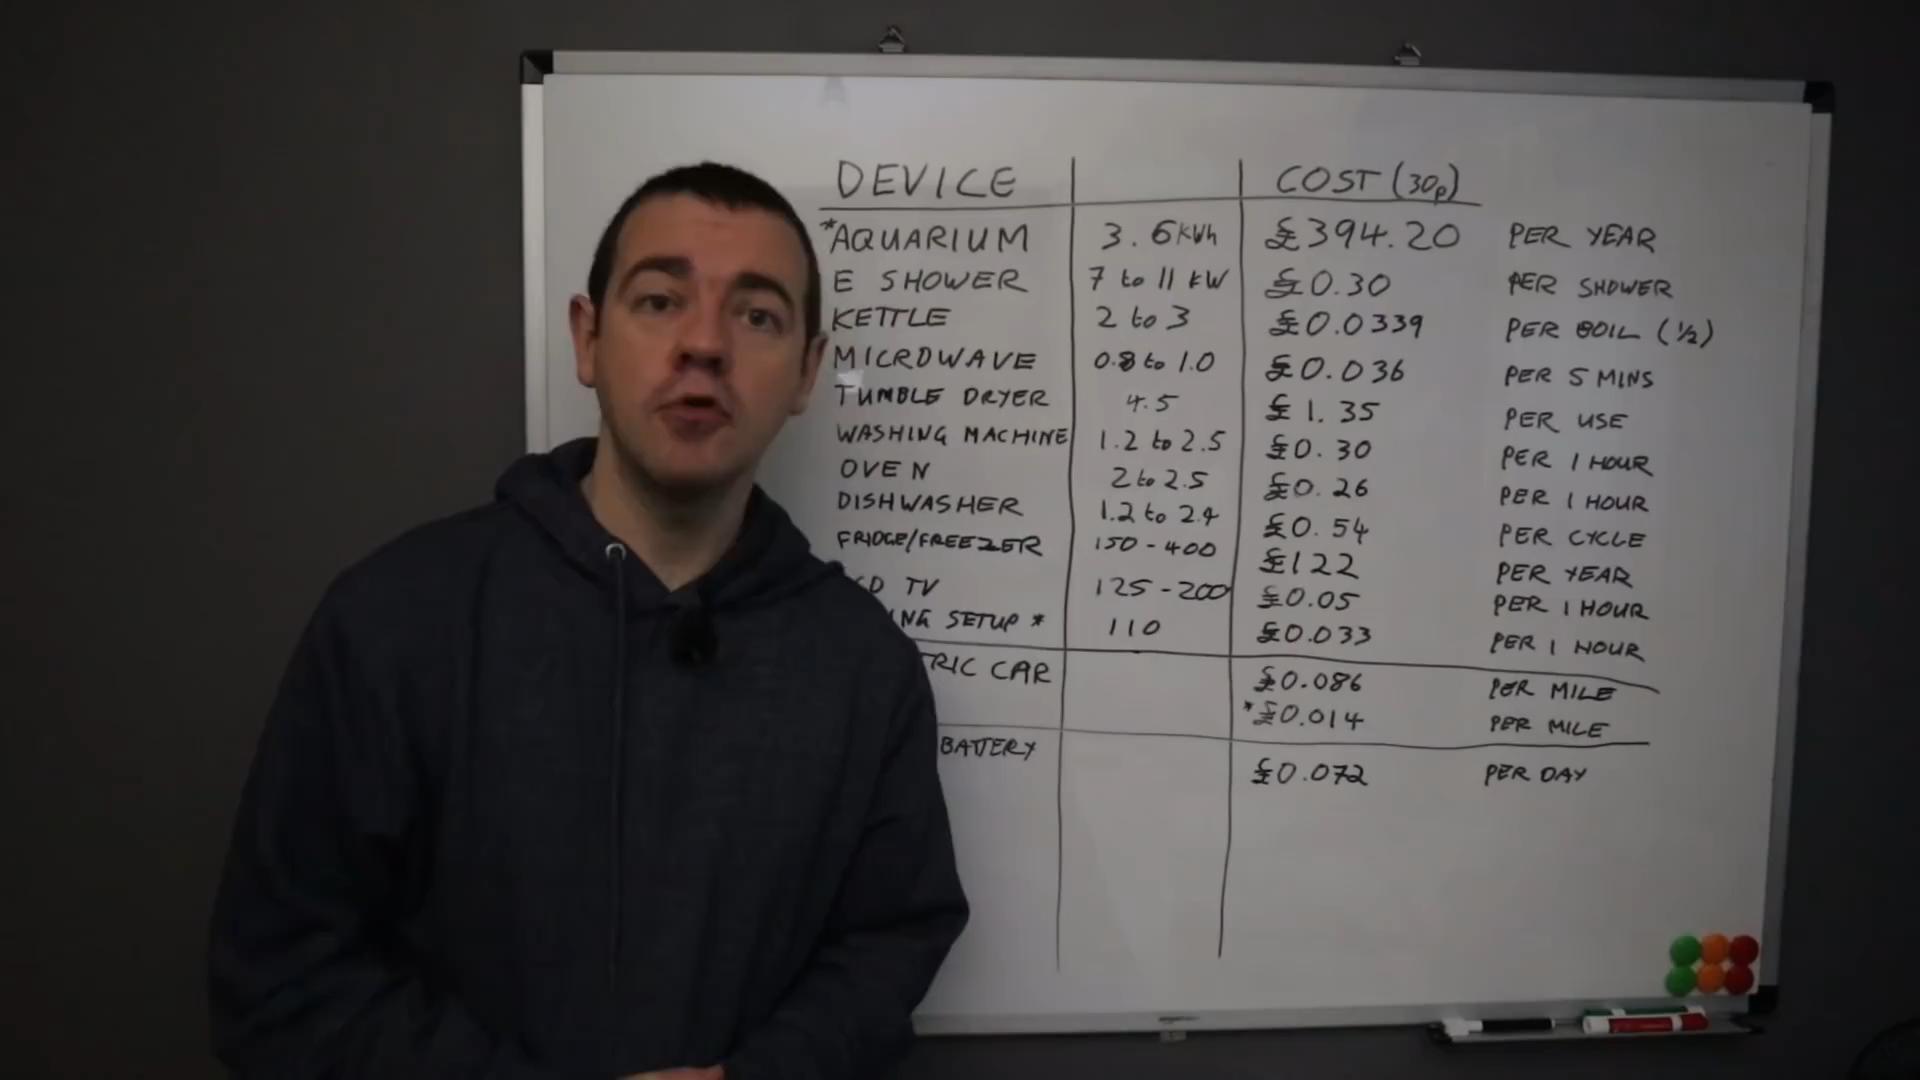 DEVICE COST (30p)
*AQUARIUM 3.6kWh £394.20 PER YEAR
E SHOWER 7 to 11 kW £0.30 PER SHOWER
KETTLE 2 to 3 £0.0339 PER BOIL (1/2)
MICROWAVE 0.8 to 1.0 £0.036 PER 5 MINS
TUMBLE DRYER 4.5 £1.35 PER USE
WASHING MACHINE 1.2 to 2.5 £0.30 PER 1 HOUR
OVEN 2 to 2.5 £0.26 PER 1 HOUR
DISHWASHER 1.2 to 2.4 £0.54 PER CYCLE
FRIDGE/FREEZER 150-400 £122 PER YEAR
CD TV 125-200 £0.05 PER 1 HOUR
NG SETUP * 110 £0.033 PER 1 HOUR
TRIC CAR £0.086 PER MILE
*£0.014 PER MILE
BATTERY £0.072 PER DAY